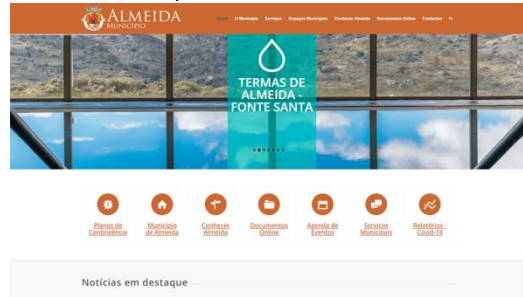 ALMEIDA
MUNICÍPIO
Home O Município Serviços Espaços Municipais Conhecer Almeida Documentos Online Contactos
TERMAS DE
ALMEIDA -
FONTE SANTA
Planos de
Contingência
Município
de Almeida
Conhecer
Almeida
Documentos
Online
Agenda de
Eventos
Serviços
Municipais
Relatórios -
Covid-19
Notícias em destaque